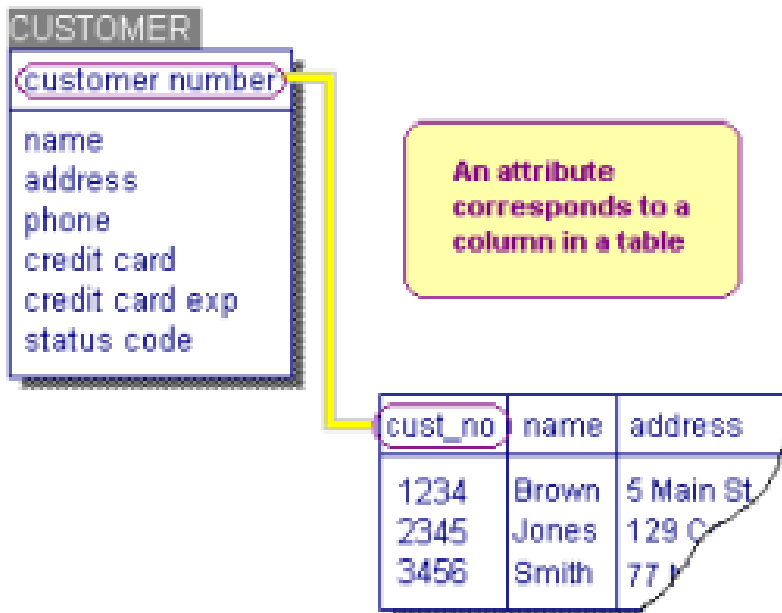 CUSTOMER
customer number
name
address
phone
credit card
credit card exp
status code
An attribute
corresponds to a
column in a table
cust_no name address
1234 Brown 5 Main St
2345 Jones 129
3456 Smith 77